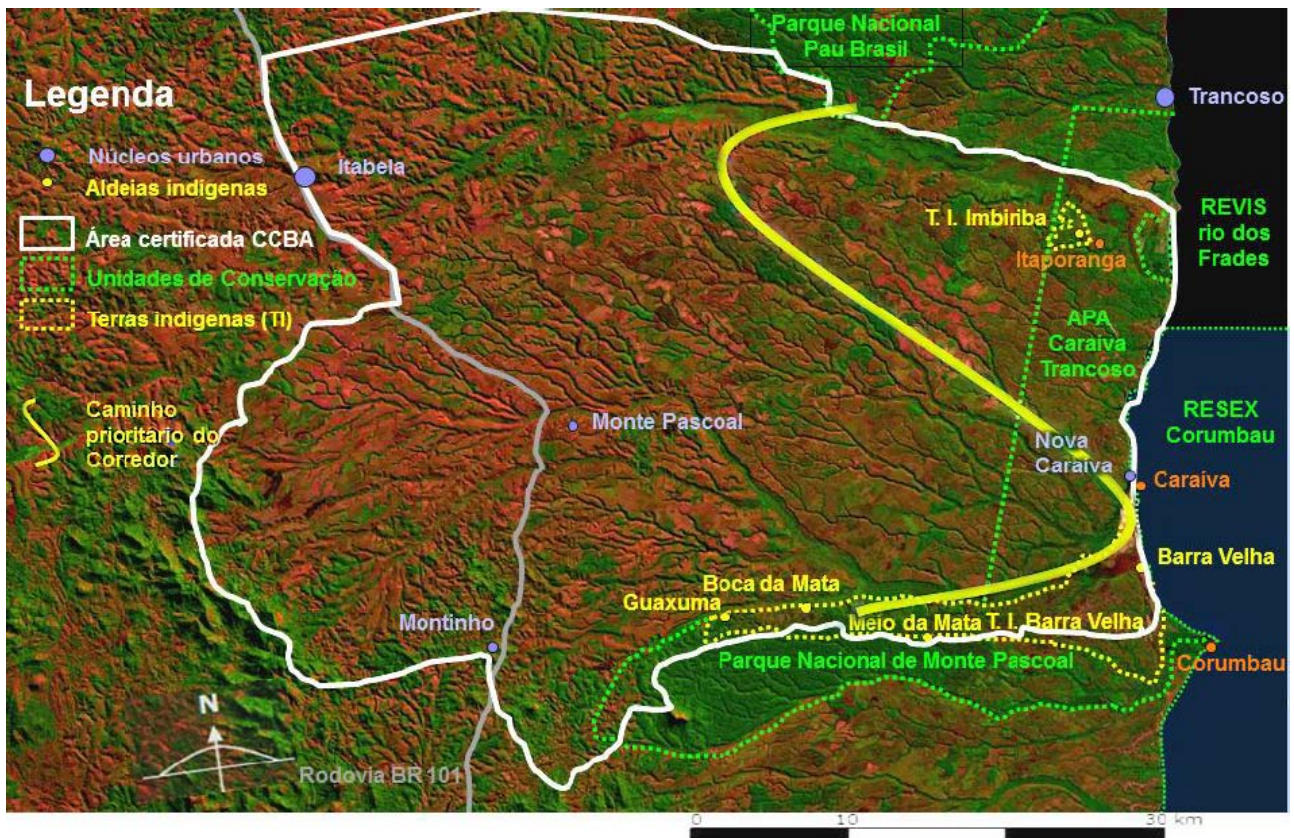 Parque Nacional
Pau Brasil
Trancoso
Legenda
Núcleos urbanos
Aldeias indígenas
Área certificada CCBA
Unidades de Conservação
Terras indígenas (TI)
Caminho
prioritário do
Corredor
Itabela
T. I. Imbiriba
Itaporanga
REVIS
rio dos
Frades
APA
Caraíva
Trancoso
RESEX
Corumbau
Monte Pascoal
Nova
Caraíva
Caraíva
Barra Velha
Boca da Mata
Guaxuma
Meio da Mata T. I. Barra Velha
Montinho
Parque Nacional de Monte Pascoal
Corumbau
N
Rodovia BR 101
0 10 30 km